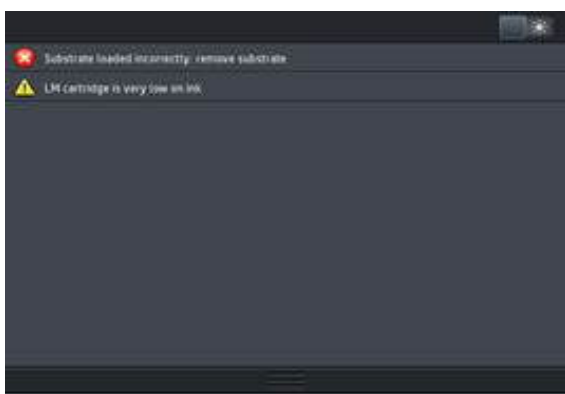 Substrate loaded incorrectly: remove substrate
LM cartridge is very low on ink